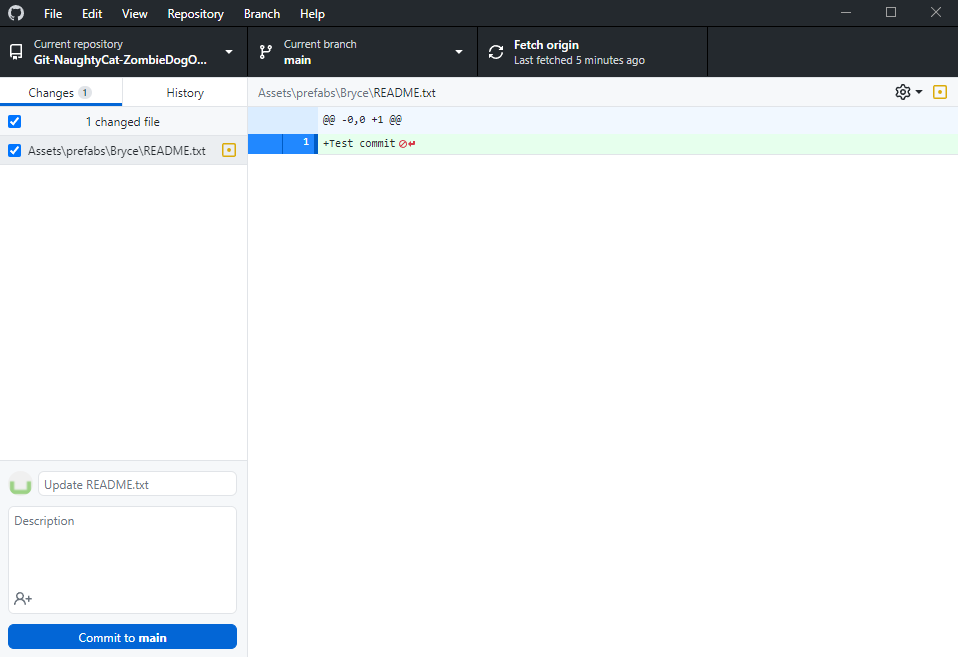 File Edit View Repository Branch Help
Current repository
Git-NaughtyCat-ZombieDogO...
Current branch
main
Fetch origin
Last fetched 5 minutes ago
Changes 1
History
Assets\prefabs\Bryce\README.txt
1 changed file
@@ -0,0 +1 @@
Assets\prefabs\Bryce\README.txt
1 +Test commit
Update README.txt
Description
Commit to main